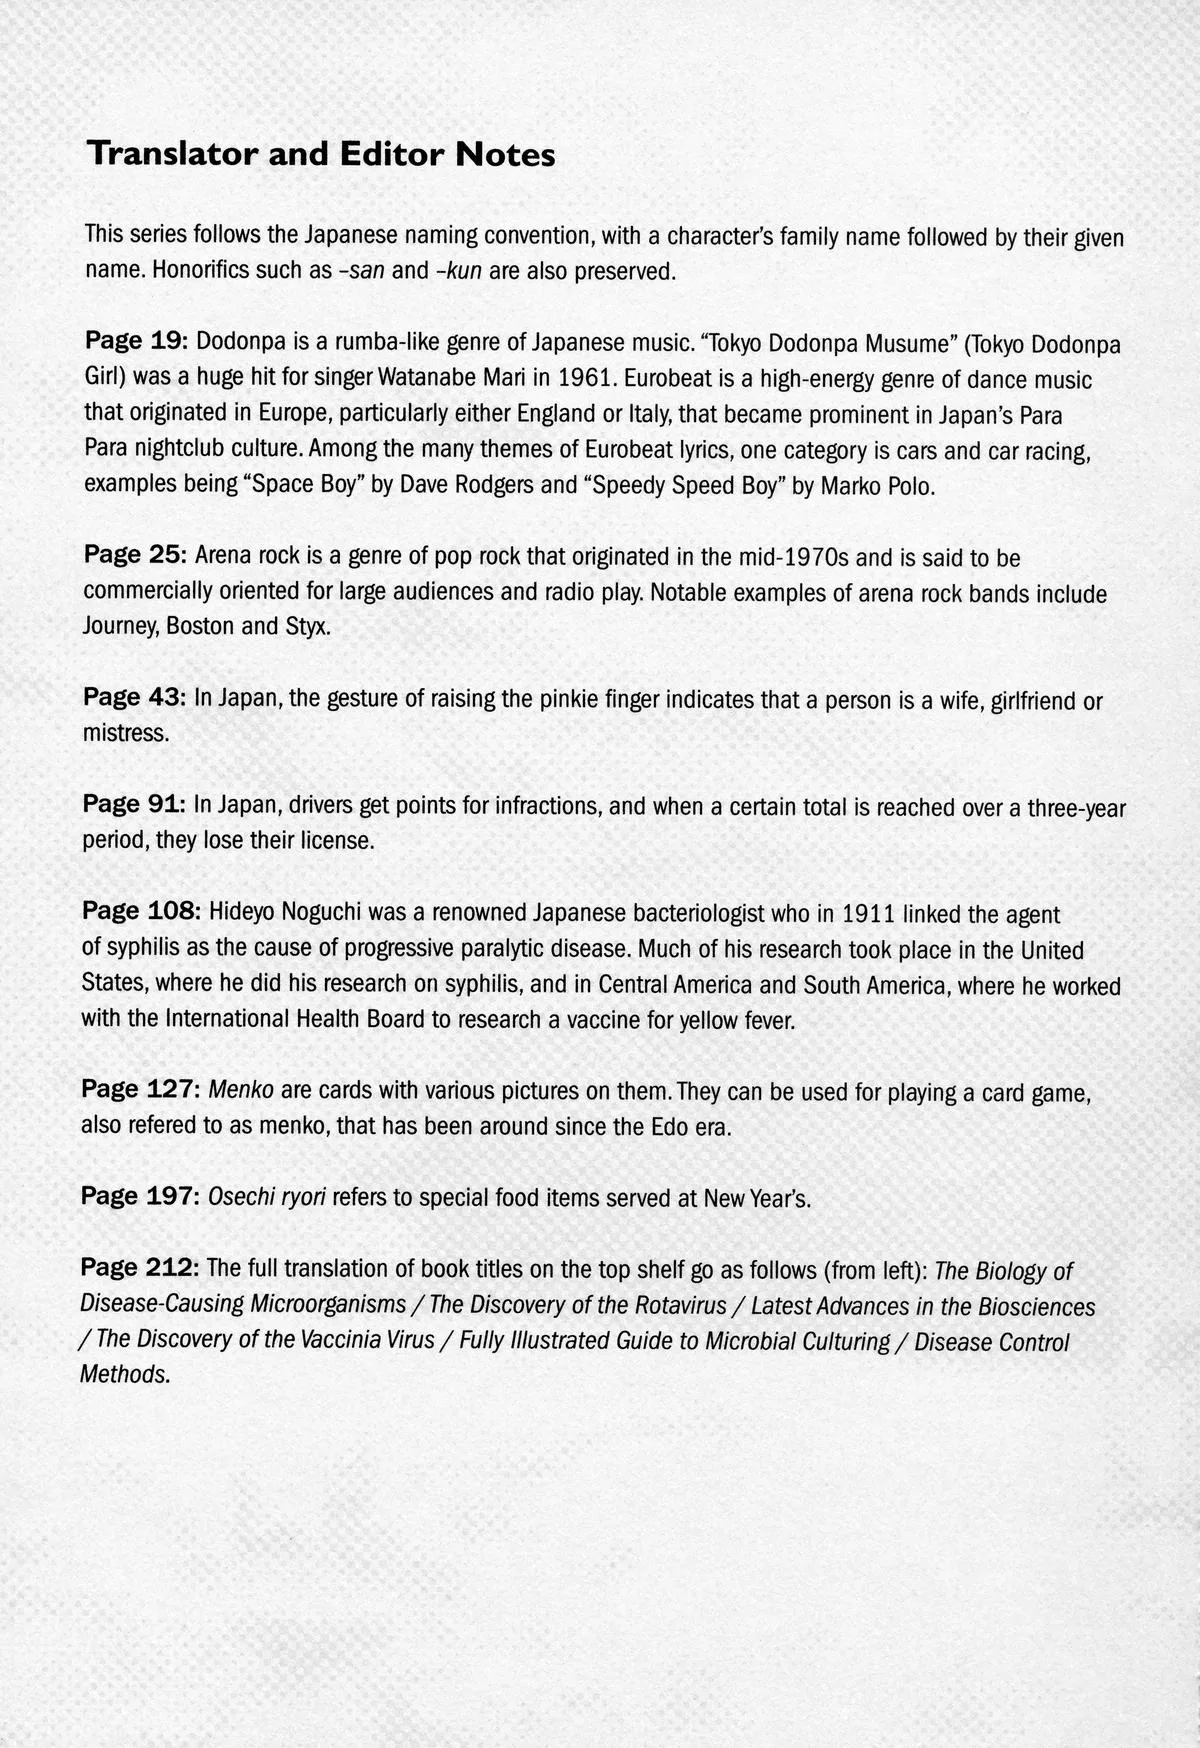 Translator and Editor Notes
This series follows the Japanese naming convention, with a character's family name followed by their given
name. Honorifics such as –san and –kun are also preserved.
Page 19: Dodonpa is a rumba-like genre of Japanese music. “Tokyo Dodonpa Musume” (Tokyo Dodonpa
Girl) was a huge hit for singer Watanabe Mari in 1961. Eurobeat is a high-energy genre of dance music
that originated in Europe, particularly either England or Italy, that became prominent in Japan's Para
Para nightclub culture. Among the many themes of Eurobeat lyrics, one category is cars and car racing,
examples being “Space Boy” by Dave Rodgers and “Speedy Speed Boy” by Marko Polo.
Page 25: Arena rock is a genre of pop rock that originated in the mid-1970s and is said to be
commercially oriented for large audiences and radio play. Notable examples of arena rock bands include
Journey, Boston and Styx.
Page 43: In Japan, the gesture of raising the pinkie finger indicates that a person is a wife, girlfriend or
mistress.
Page 91: In Japan, drivers get points for infractions, and when a certain total is reached over a three-year
period, they lose their license.
Page 108: Hideyo Noguchi was a renowned Japanese bacteriologist who in 1911 linked the agent
of syphilis as the cause of progressive paralytic disease. Much of his research took place in the United
States, where he did his research on syphilis, and in Central America and South America, where he worked
with the International Health Board to research a vaccine for yellow fever.
Page 127: Menko are cards with various pictures on them. They can be used for playing a card game,
also refered to as menko, that has been around since the Edo era.
Page 197: Osechi ryori refers to special food items served at New Year's.
Page 212: The full translation of book titles on the top shelf go as follows (from left): The Biology of
Disease-Causing Microorganisms / The Discovery of the Rotavirus / Latest Advances in the Biosciences
/ The Discovery of the Vaccinia Virus / Fully Illustrated Guide to Microbial Culturing / Disease Control
Methods.